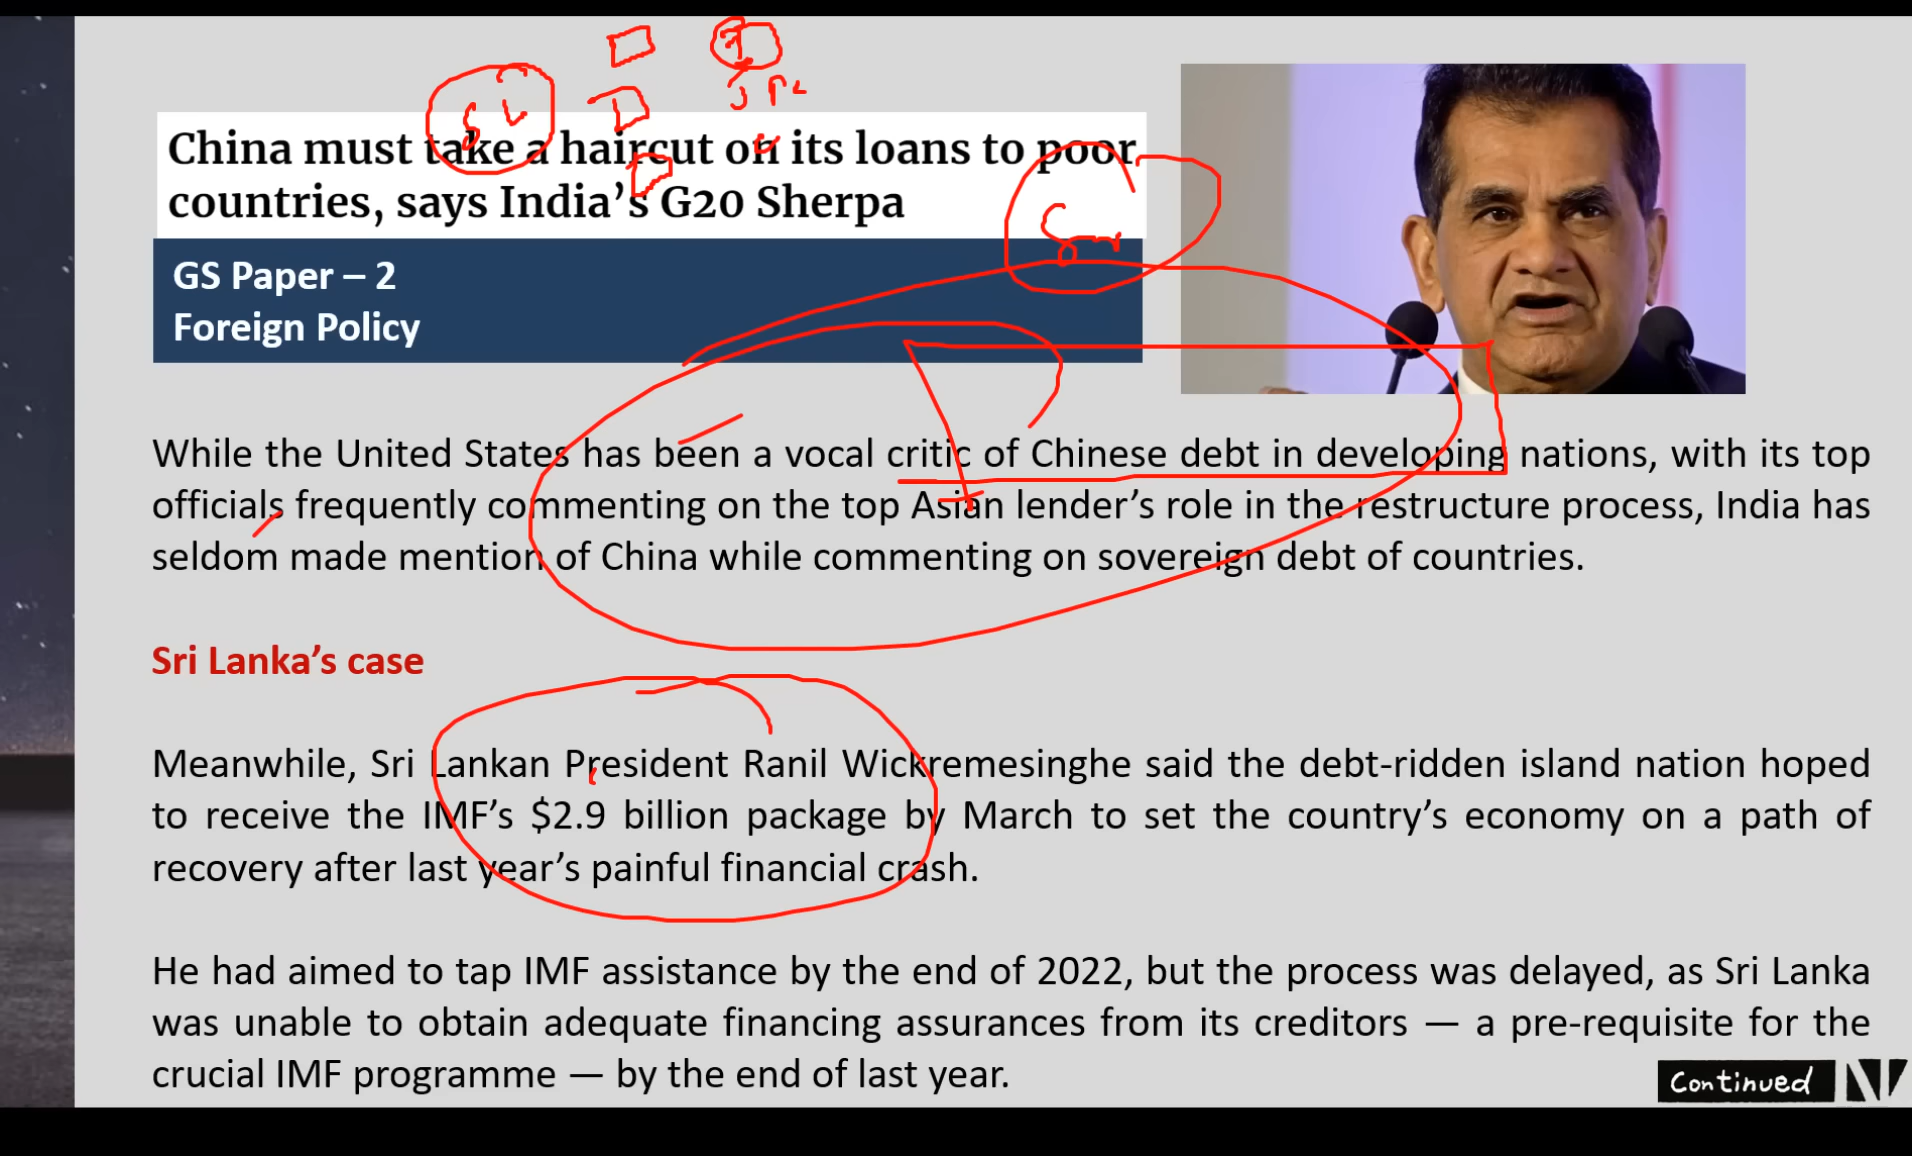 China must take a haircut on its loans to poor
countries, says India’s G20 Sherpa
GS Paper – 2
Foreign Policy
While the United States has been a vocal critic of Chinese debt in developing nations, with its top
officials frequently commenting on the top Asian lender’s role in the restructure process, India has
seldom made mention of China while commenting on sovereign debt of countries.
Sri Lanka’s case
Meanwhile, Sri Lankan President Ranil Wickremesinghe said the debt-ridden island nation hoped
to receive the IMF’s $2.9 billion package by March to set the country’s economy on a path of
recovery after last year’s painful financial crash.
He had aimed to tap IMF assistance by the end of 2022, but the process was delayed, as Sri Lanka
was unable to obtain adequate financing assurances from its creditors — a pre-requisite for the
crucial IMF programme — by the end of last year.
Continued